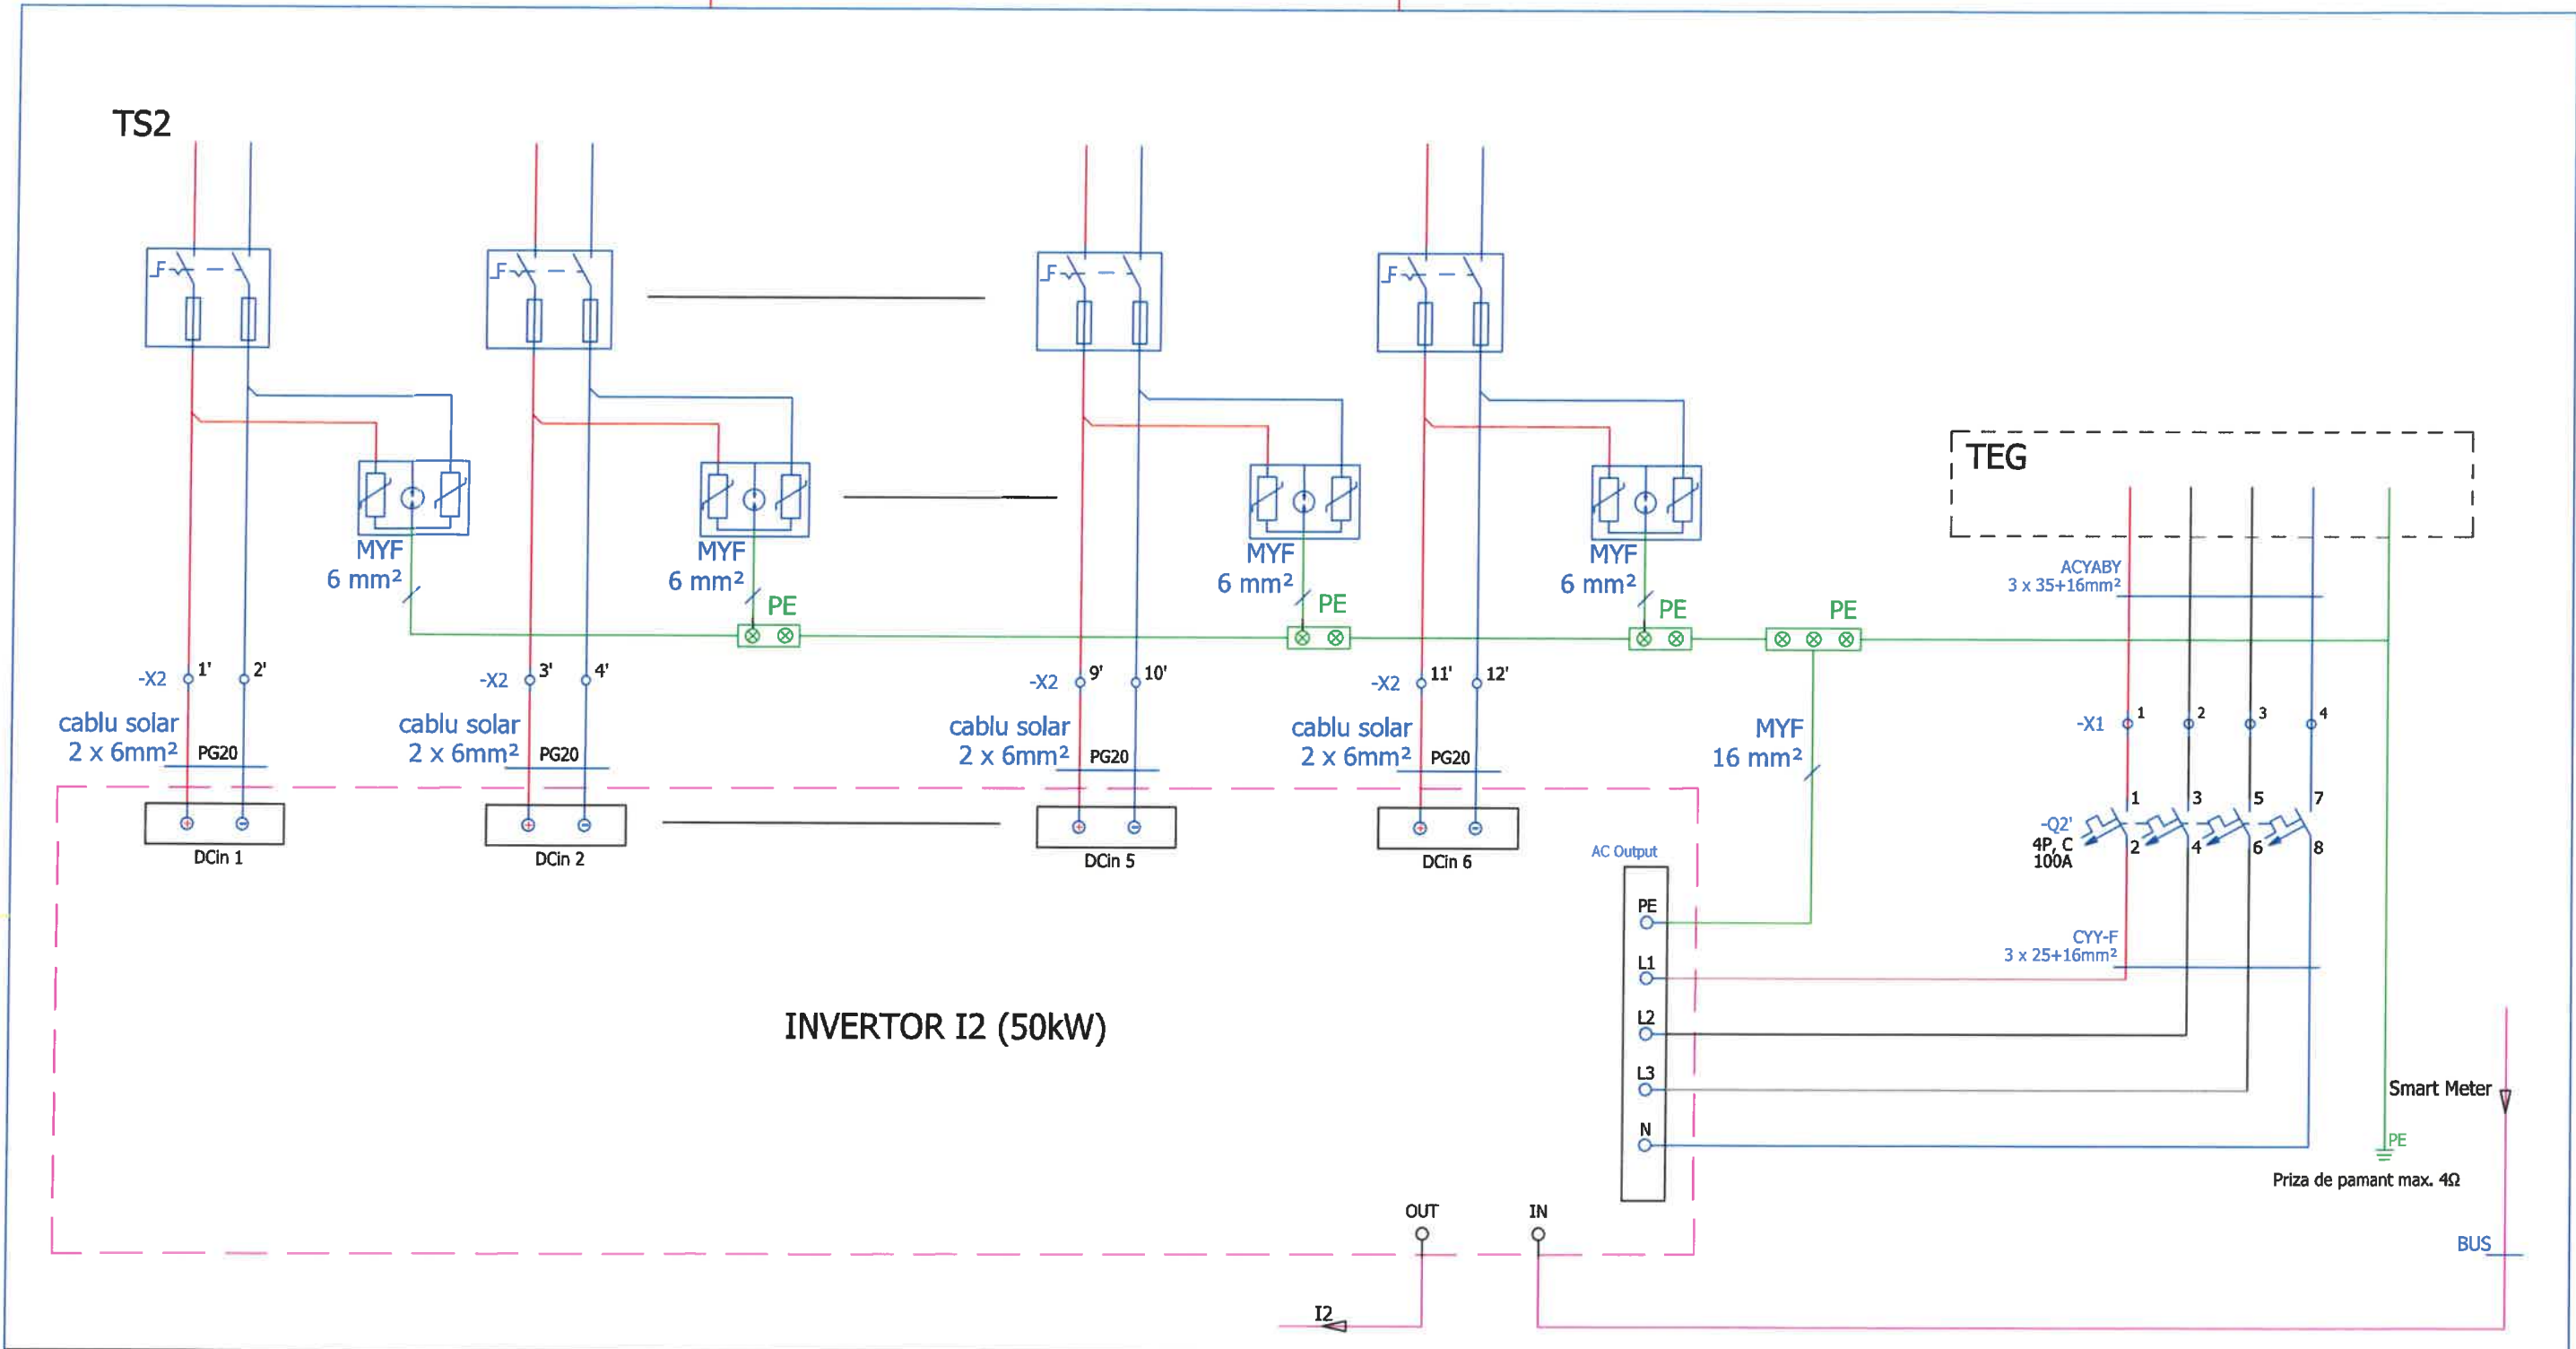 TS2
TEG
MYF
6 mm²
MYF
6 mm²
MYF
6 mm²
MYF
6 mm²
ACYABY
3 x 35+16mm²
PE
PE
PE
PE
-X2
1'
2'
-X2
3'
4'
-X2
9'
10'
-X2
11'
12'
cablu solar
2 x 6mm²
PG20
cablu solar
2 x 6mm²
PG20
cablu solar
2 x 6mm²
PG20
cablu solar
2 x 6mm²
PG20
MYF
16 mm²
-X1
1
2
3
4
1
3
5
7
-Q2'
4P, C
100A
2
4
6
8
DCin 1
DCin 2
DCin 5
DCin 6
AC Output
PE
L1
L2
L3
N
CYY-F
3 x 25+16mm²
INVERTOR I2 (50kW)
Smart Meter
PE
Priza de pamant max. 4Ω
OUT
IN
BUS
I2